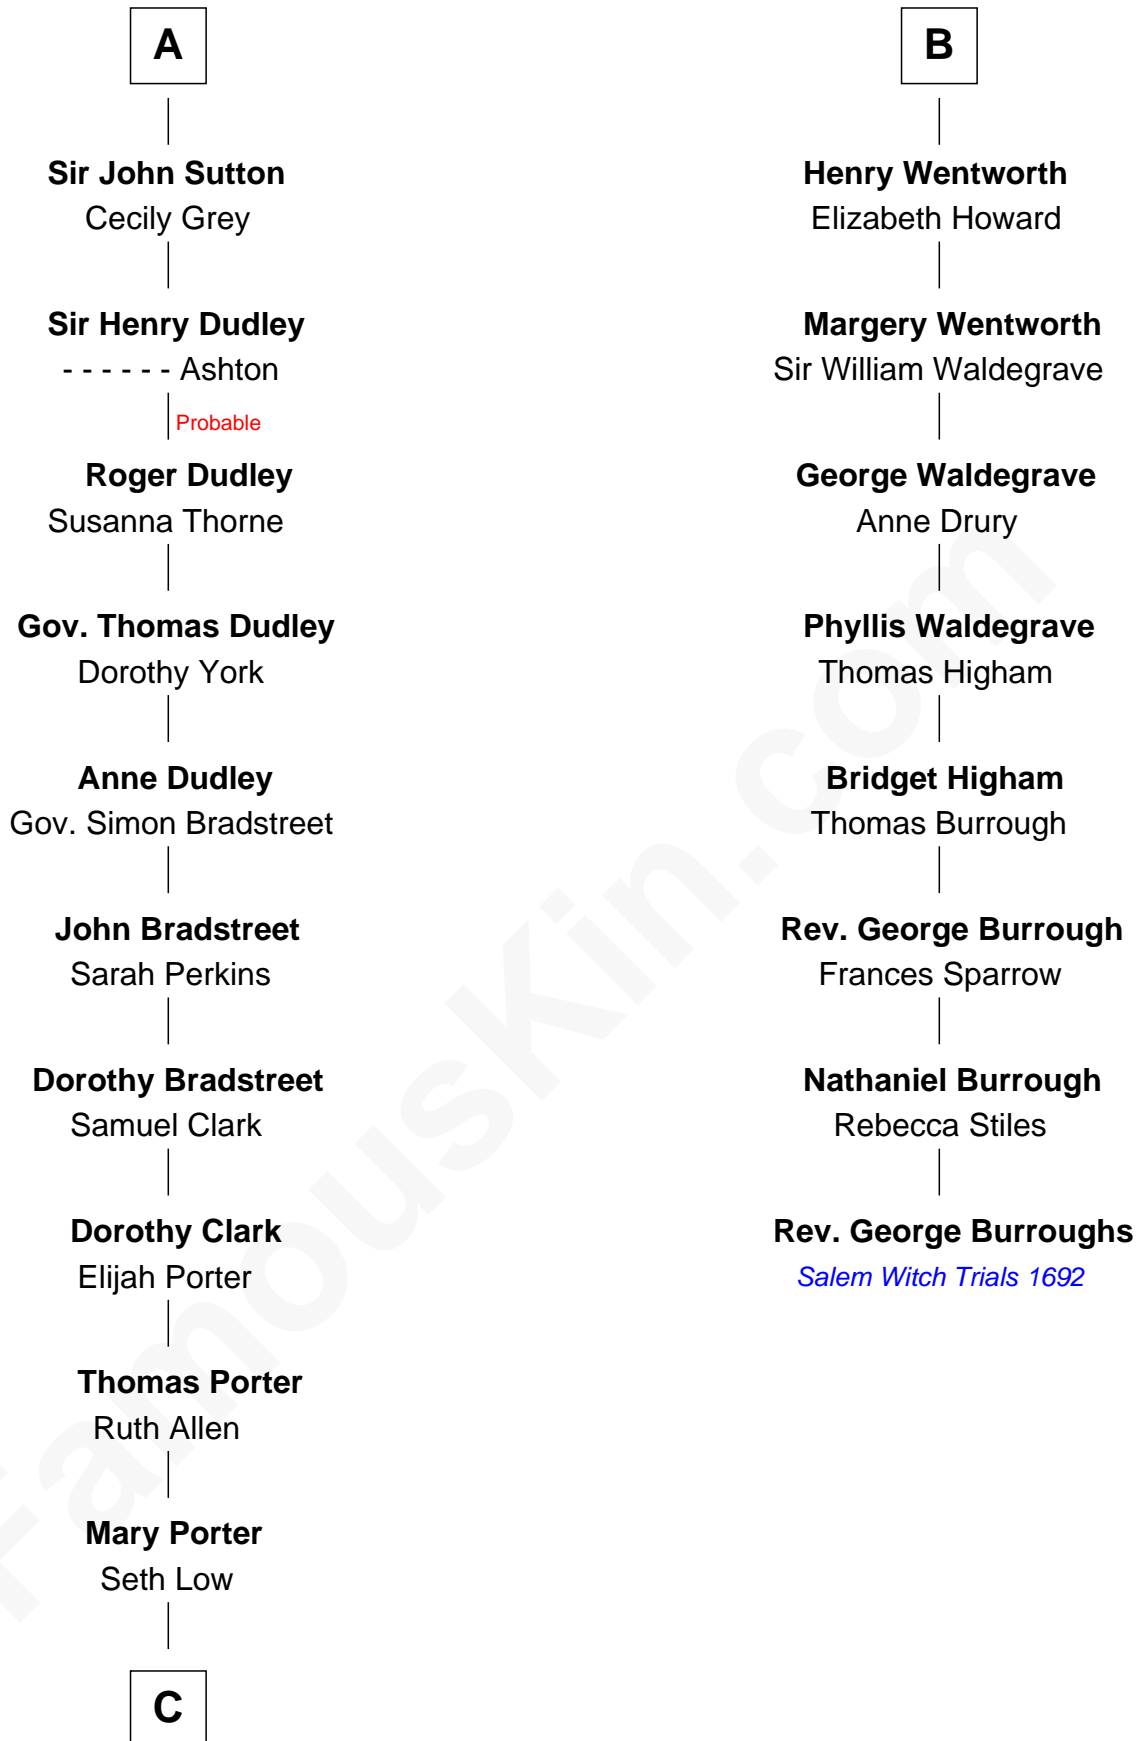 A
Sir John Sutton
Cecily Grey
Sir Henry Dudley
- - - - - - Ashton
Probable
Roger Dudley
Susanna Thorne
Gov. Thomas Dudley
Dorothy York
Anne Dudley
Gov. Simon Bradstreet
John Bradstreet
Sarah Perkins
Dorothy Bradstreet
Samuel Clark
Dorothy Clark
Elijah Porter
Thomas Porter
Ruth Allen
Mary Porter
Seth Low
C
B
Henry Wentworth
Elizabeth Howard
Margery Wentworth
Sir William Waldegrave
George Waldegrave
Anne Drury
Phyllis Waldegrave
Thomas Higham
Bridget Higham
Thomas Burrough
Rev. George Burrough
Frances Sparrow
Nathaniel Burrough
Rebecca Stiles
Rev. George Burroughs
Salem Witch Trials 1692
FamousKin.com